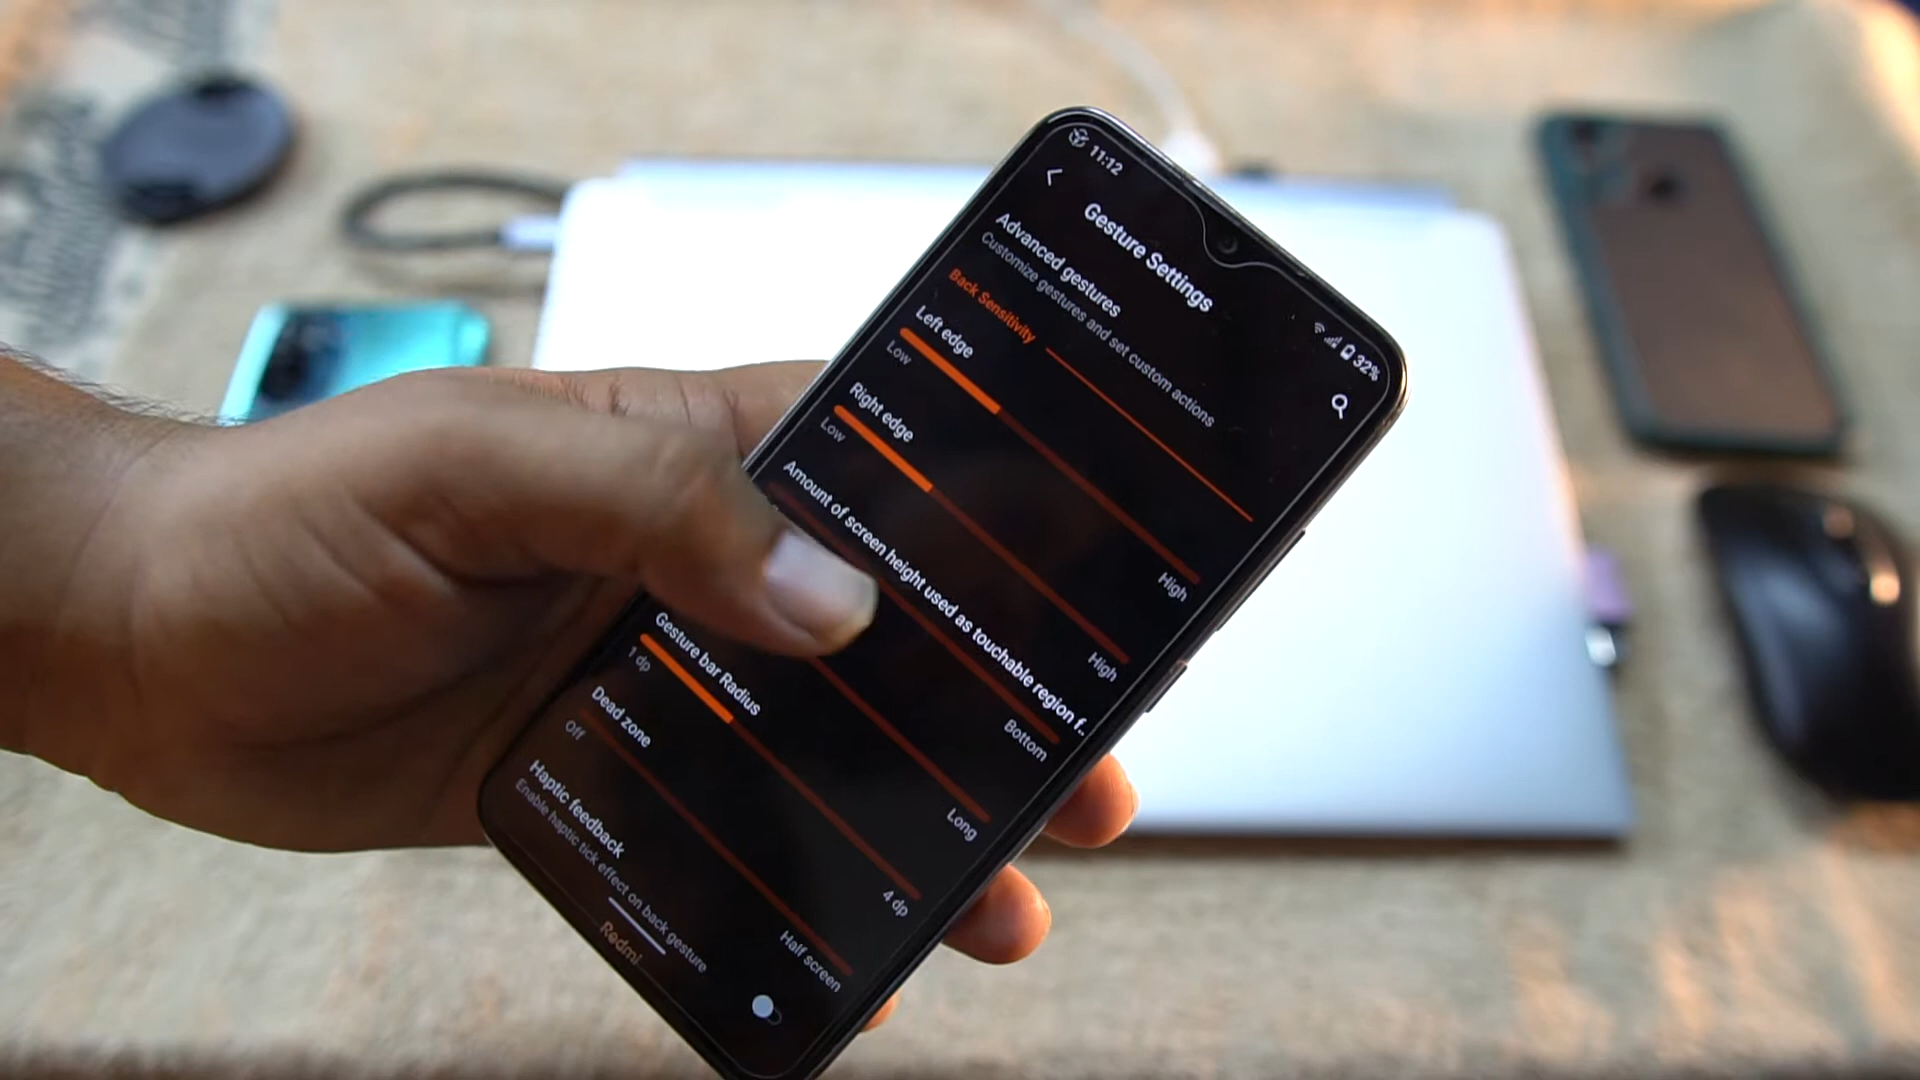 11:12
32%
Gesture Settings
Advanced gestures
Customize gestures and set custom actions
Back Sensitivity
Left edge
Low
High
Right edge
Low
High
Amount of screen height used as touchable region f..
Bottom
Long
Gesture bar Radius
1 dp
4 dp
Dead zone
Off
Half screen
Haptic feedback
Enable haptic tick effect on back gesture
Redmi